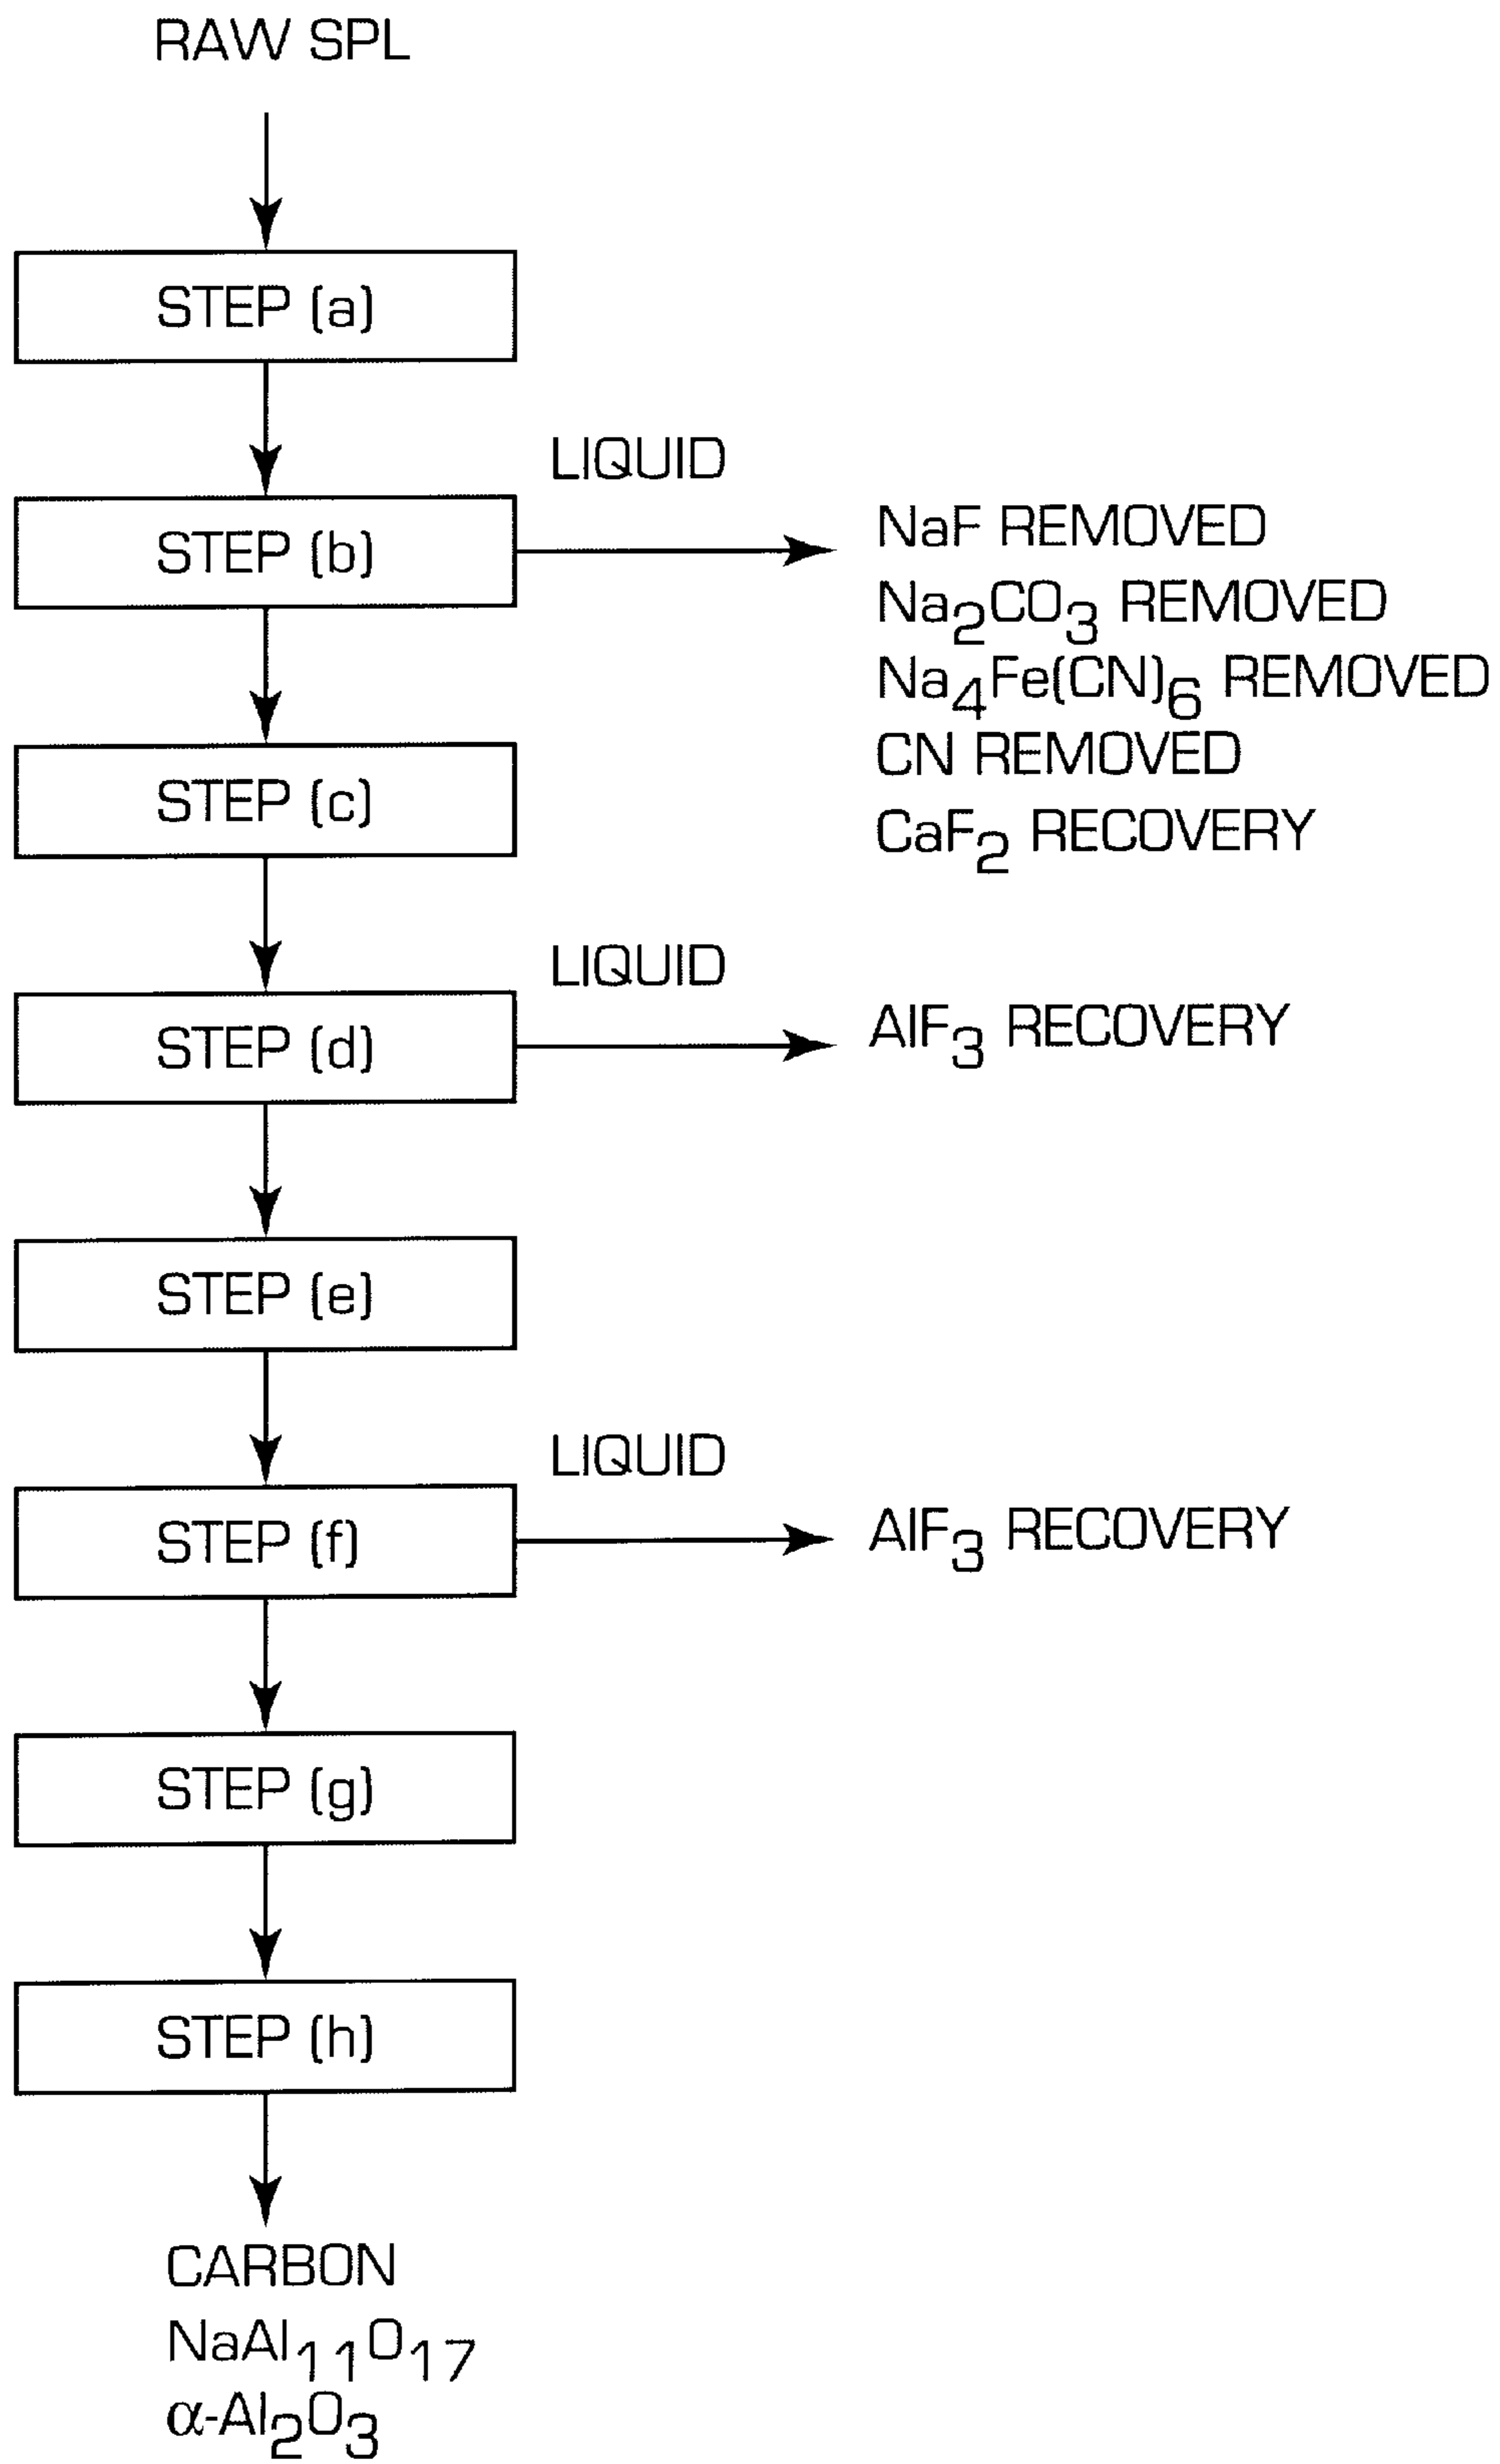 RAW SPL
STEP (a)
LIQUID
STEP (b)
NaF REMOVED
Na2CO3 REMOVED
Na4Fe(CN)6 REMOVED
CN REMOVED
CaF2 RECOVERY
STEP (c)
LIQUID
STEP (d)
AlF3 RECOVERY
STEP (e)
LIQUID
STEP (f)
AlF3 RECOVERY
STEP (g)
STEP (h)
CARBON
NaAl11O17
α-Al2O3